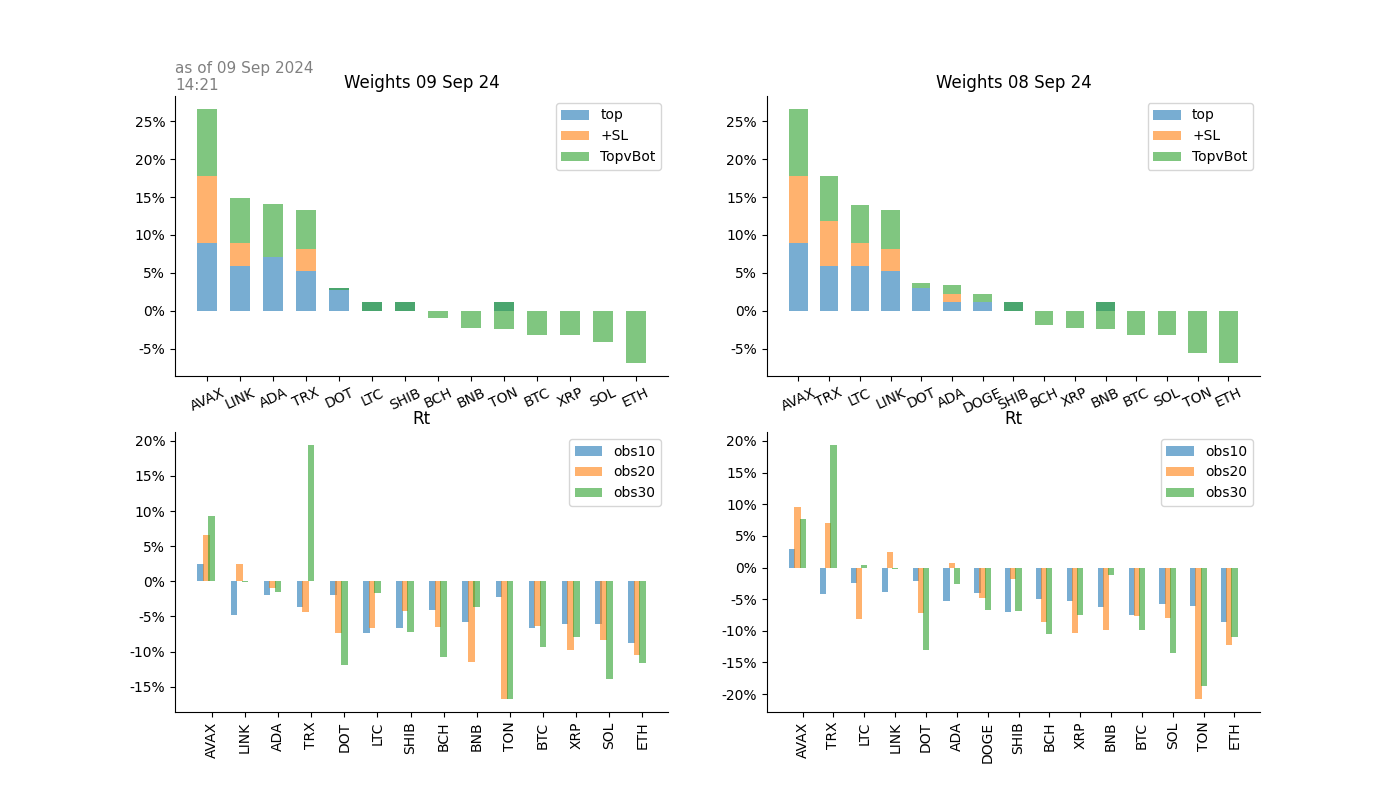 as of 09 Sep 2024
14:21
Weights 09 Sep 24
25%
20%
15%
10%
5%
0%
-5%
top
+SL
TopvBot
AVAX LINK ADA TRX DOT LTC SHIB BCH BNB TON BTC XRP SOL ETH
Weights 08 Sep 24
25%
20%
15%
10%
5%
0%
-5%
top
+SL
TopvBot
AVAX TRX LTC LINK DOT ADA DOGE SHIB BCH XRP BNB BTC SOL TON ETH
Rt
20%
15%
10%
5%
0%
-5%
-10%
-15%
obs10
obs20
obs30
AVAX LINK ADA TRX DOT LTC SHIB BCH BNB TON BTC XRP SOL ETH
Rt
20%
15%
10%
5%
0%
-5%
-10%
-15%
-20%
obs10
obs20
obs30
AVAX TRX LTC LINK DOT ADA DOGE SHIB BCH XRP BNB BTC SOL TON ETH